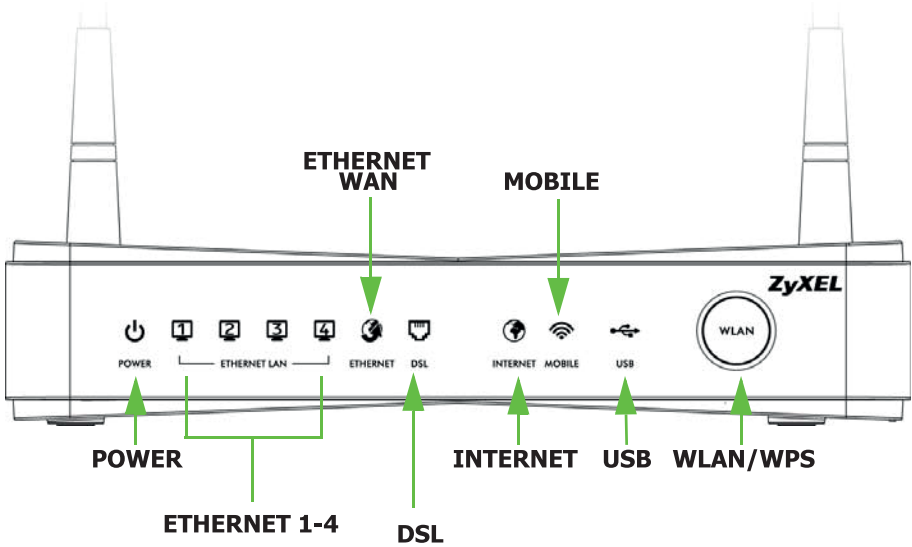 ETHERNET
WAN
MOBILE
ZyXEL
1 2 3 4
WLAN
POWER
ETHERNET LAN
ETHERNET
DSL
INTERNET
MOBILE
USB
POWER
INTERNET
USB
WLAN/WPS
ETHERNET 1-4
DSL